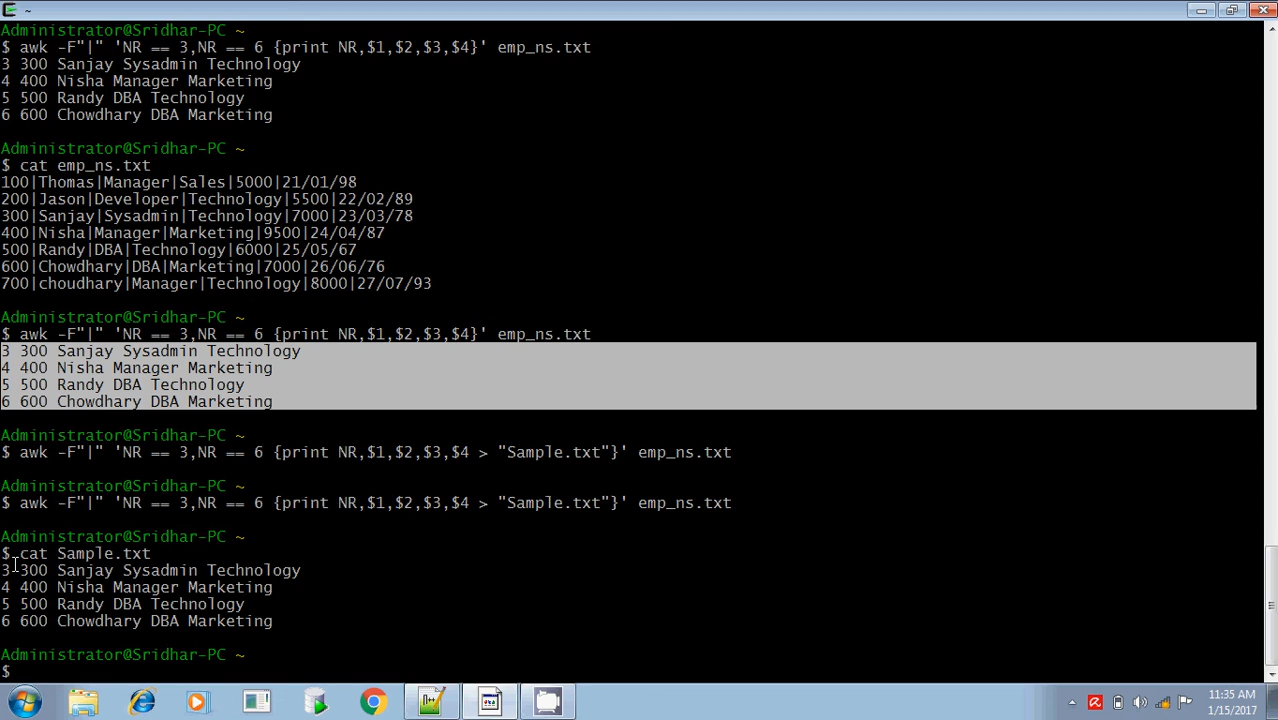 ~
Administrator@Sridhar-PC ~
$ awk -F"|" 'NR == 3,NR == 6 {print NR,$1,$2,$3,$4}' emp_ns.txt
3 300 Sanjay Sysadmin Technology
4 400 Nisha Manager Marketing
5 500 Randy DBA Technology
6 600 Chowdhary DBA Marketing
Administrator@Sridhar-PC ~
$ cat emp_ns.txt
100|Thomas|Manager|Sales|5000|21/01/98
200|Jason|Developer|Technology|5500|22/02/89
300|Sanjay|Sysadmin|Technology|7000|23/03/78
400|Nisha|Manager|Marketing|9500|24/04/87
500|Randy|DBA|Technology|6000|25/05/67
600|Chowdhary|DBA|Marketing|7000|26/06/76
700|choudhary|Manager|Technology|8000|27/07/93
Administrator@Sridhar-PC ~
$ awk -F"|" 'NR == 3,NR == 6 {print NR,$1,$2,$3,$4}' emp_ns.txt
3 300 Sanjay Sysadmin Technology
4 400 Nisha Manager Marketing
5 500 Randy DBA Technology
6 600 Chowdhary DBA Marketing
Administrator@Sridhar-PC ~
$ awk -F"|" 'NR == 3,NR == 6 {print NR,$1,$2,$3,$4 > "Sample.txt"}' emp_ns.txt
Administrator@Sridhar-PC ~
$ awk -F"|" 'NR == 3,NR == 6 {print NR,$1,$2,$3,$4 > "Sample.txt"}' emp_ns.txt
Administrator@Sridhar-PC ~
$ cat Sample.txt
3 300 Sanjay Sysadmin Technology
4 400 Nisha Manager Marketing
5 500 Randy DBA Technology
6 600 Chowdhary DBA Marketing
Administrator@Sridhar-PC ~
$
11:35 AM
1/15/2017